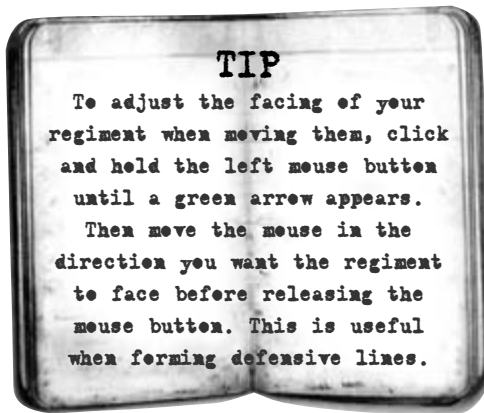 TIP
To adjust the facing of your
regiment when moving them, click
and hold the left mouse button
until a green arrow appears.
Then move the mouse in the
direction you want the regiment
to face before releasing the
mouse button. This is useful
when forming defensive lines.